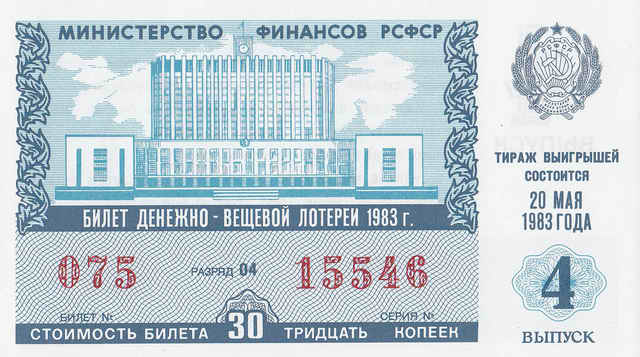 МИНИСТЕРСТВО ФИНАНСОВ РСФСР
БИЛЕТ ДЕНЕЖНО - ВЕЩЕВОЙ ЛОТЕРЕИ 1983 г.
075 РАЗРЯД 04 15546
БИЛЕТ № СЕРИЯ №
СТОИМОСТЬ БИЛЕТА 30 ТРИДЦАТЬ КОПЕЕК
ТИРАЖ ВЫИГРЫШЕЙ
СОСТОИТСЯ
20 МАЯ
1983 ГОДА
4
ВЫПУСК